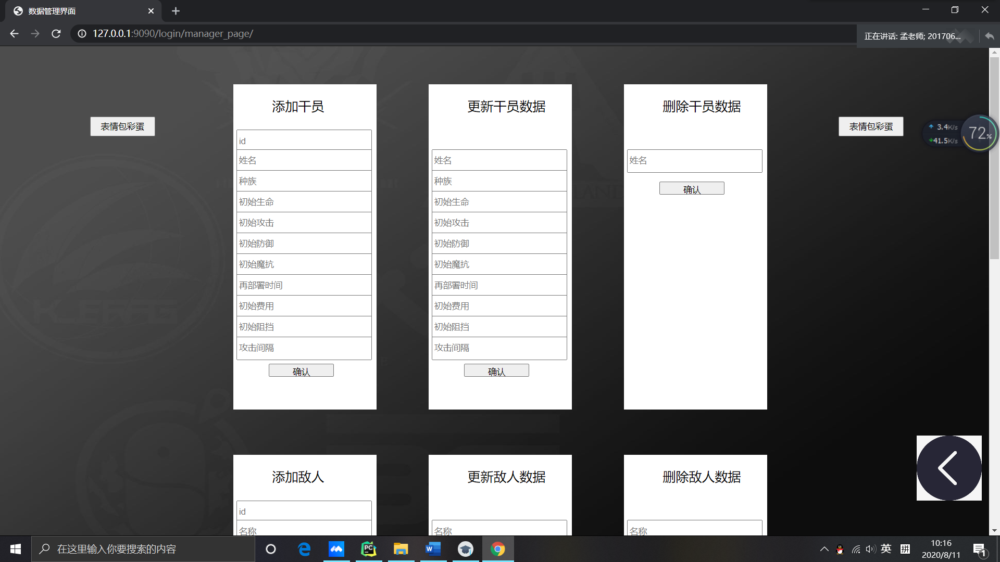 数据管理界面
127.0.0.1:9090/login/manager_page/
正在讲话: 孟老师; 201706...
添加干员
id
姓名
种族
初始生命
初始攻击
初始防御
初始魔坑
再部署时间
初始费用
初始阻挡
攻击间隔
确认
更新干员数据
姓名
种族
初始生命
初始攻击
初始防御
初始魔坑
再部署时间
初始费用
初始阻挡
攻击间隔
确认
删除干员数据
姓名
确认
表情包彩蛋
表情包彩蛋
3.4K/s
41.5K/s
72%
LAND
K_ERAG
添加敌人
id
名称
更新敌人数据
名称
删除敌人数据
名称
在这里输入你要搜索的内容
英
拼
10:16
2020/8/11
1